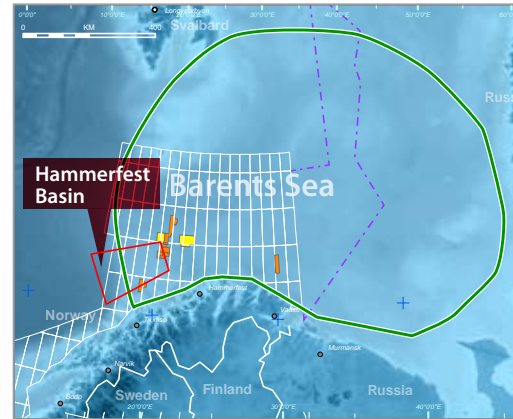 0°0'0"
10°0'0"E
20°0'0"E
30°0'0"E
40°0'0"E
50°0'0"E
Longyearbyen
Svalbard
0
400
KM
Hammerfest
Basin
Barents Sea
Hammerfest
Norway
Tromsø
Vadsø
Narvik
Murmansk
Bodø
Sweden
Finland
Russia
20°0'0"E
30°0'0"E
40°0'0"E